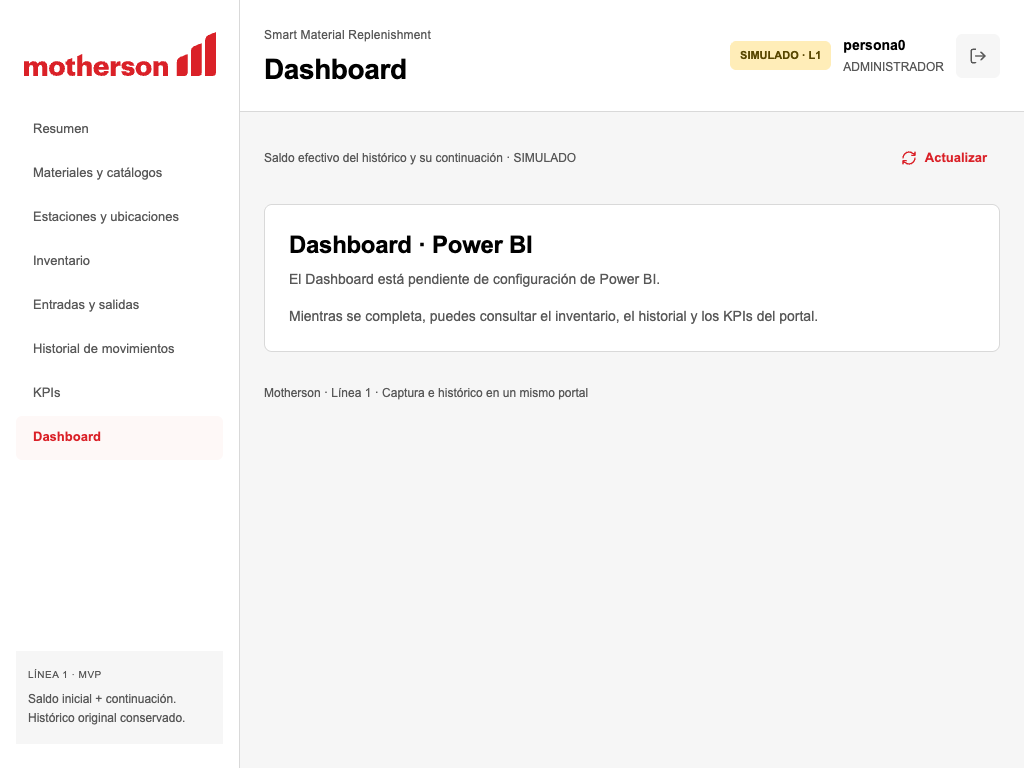 motherson
Resumen
Materiales y catálogos
Estaciones y ubicaciones
Inventario
Entradas y salidas
Historial de movimientos
KPIs
Dashboard
LÍNEA 1 · MVP
Saldo inicial + continuación.
Histórico original conservado.
Smart Material Replenishment
Dashboard
SIMULADO · L1
persona0
ADMINISTRADOR
Saldo efectivo del histórico y su continuación · SIMULADO
Actualizar
Dashboard · Power BI
El Dashboard está pendiente de configuración de Power BI.
Mientras se completa, puedes consultar el inventario, el historial y los KPIs del portal.
Motherson · Línea 1 · Captura e histórico en un mismo portal